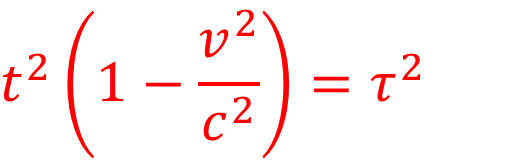 t² (1 − v²/c²) = τ²